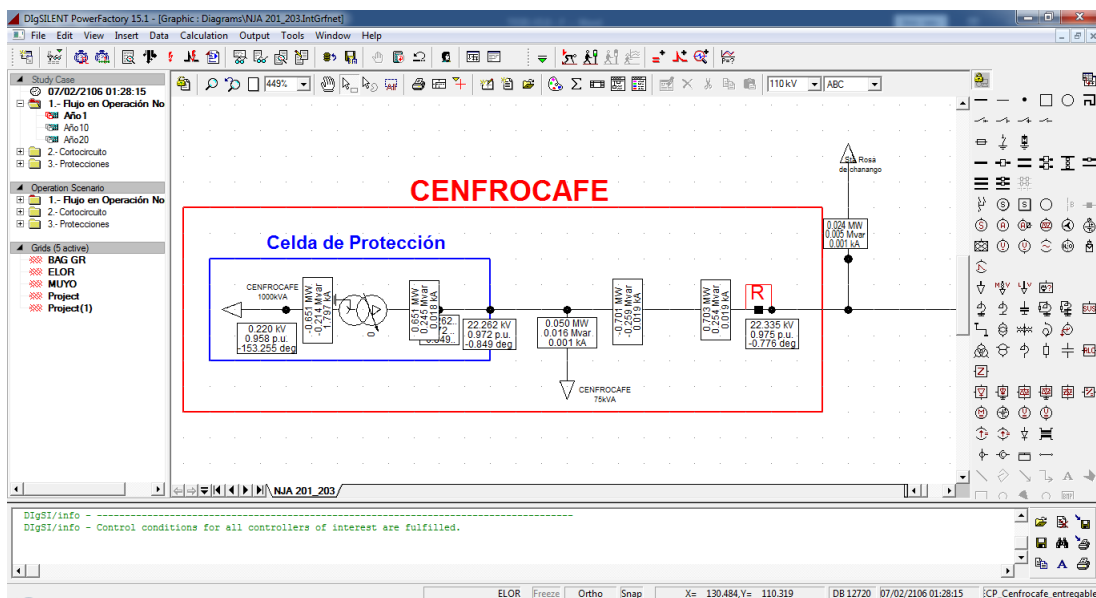 DIgSILENT PowerFactory 15.1 - [Graphic : Diagrams\NJA 201_203.IntGrfnet]
File Edit View Insert Data Calculation Output Tools Window Help
449%
110 kV
ABC
Study Case
07/02/2106 01:28:15
1.- Flujo en Operación No
Año1
Año10
Año20
2.- Cortocircuito
3.- Protecciones
Operation Scenario
1.- Flujo en Operación No
2.- Cortocircuito
3.- Protecciones
Grids (5 active)
BAG GR
ELOR
MUYO
Project
Project(1)
Sta Rosa
de chanango
CENFROCAFE
0.024 MW
0.005 Mvar
0.001 kA
Celda de Protección
CENFROCAFE
1000kVA
-0.651 MW
-0.214 Mvar
1.797 kA
0.651 MW
0.245 Mvar
0.018 kA
0.220 kV
0.958 p.u.
-153.255 deg
22.262 kV
0.972 p.u.
-0.849 deg
0.050 MW
0.016 Mvar
0.001 kA
-0.701 MW
-0.259 Mvar
-0.019 kA
0.703 MW
0.254 Mvar
0.019 kA
R
22.335 kV
0.975 p.u.
-0.776 deg
CENFROCAFE
75kVA
NJA 201_203
DIgSI/info - ----------------------------------------------------------------------------
DIgSI/info - Control conditions for all controllers of interest are fulfilled.
ELOR Freeze Ortho Snap X= 130.484,Y= 110.319 DB 12720 07/02/2106 01:28:15 ECP_Cenfrocafe_entregable